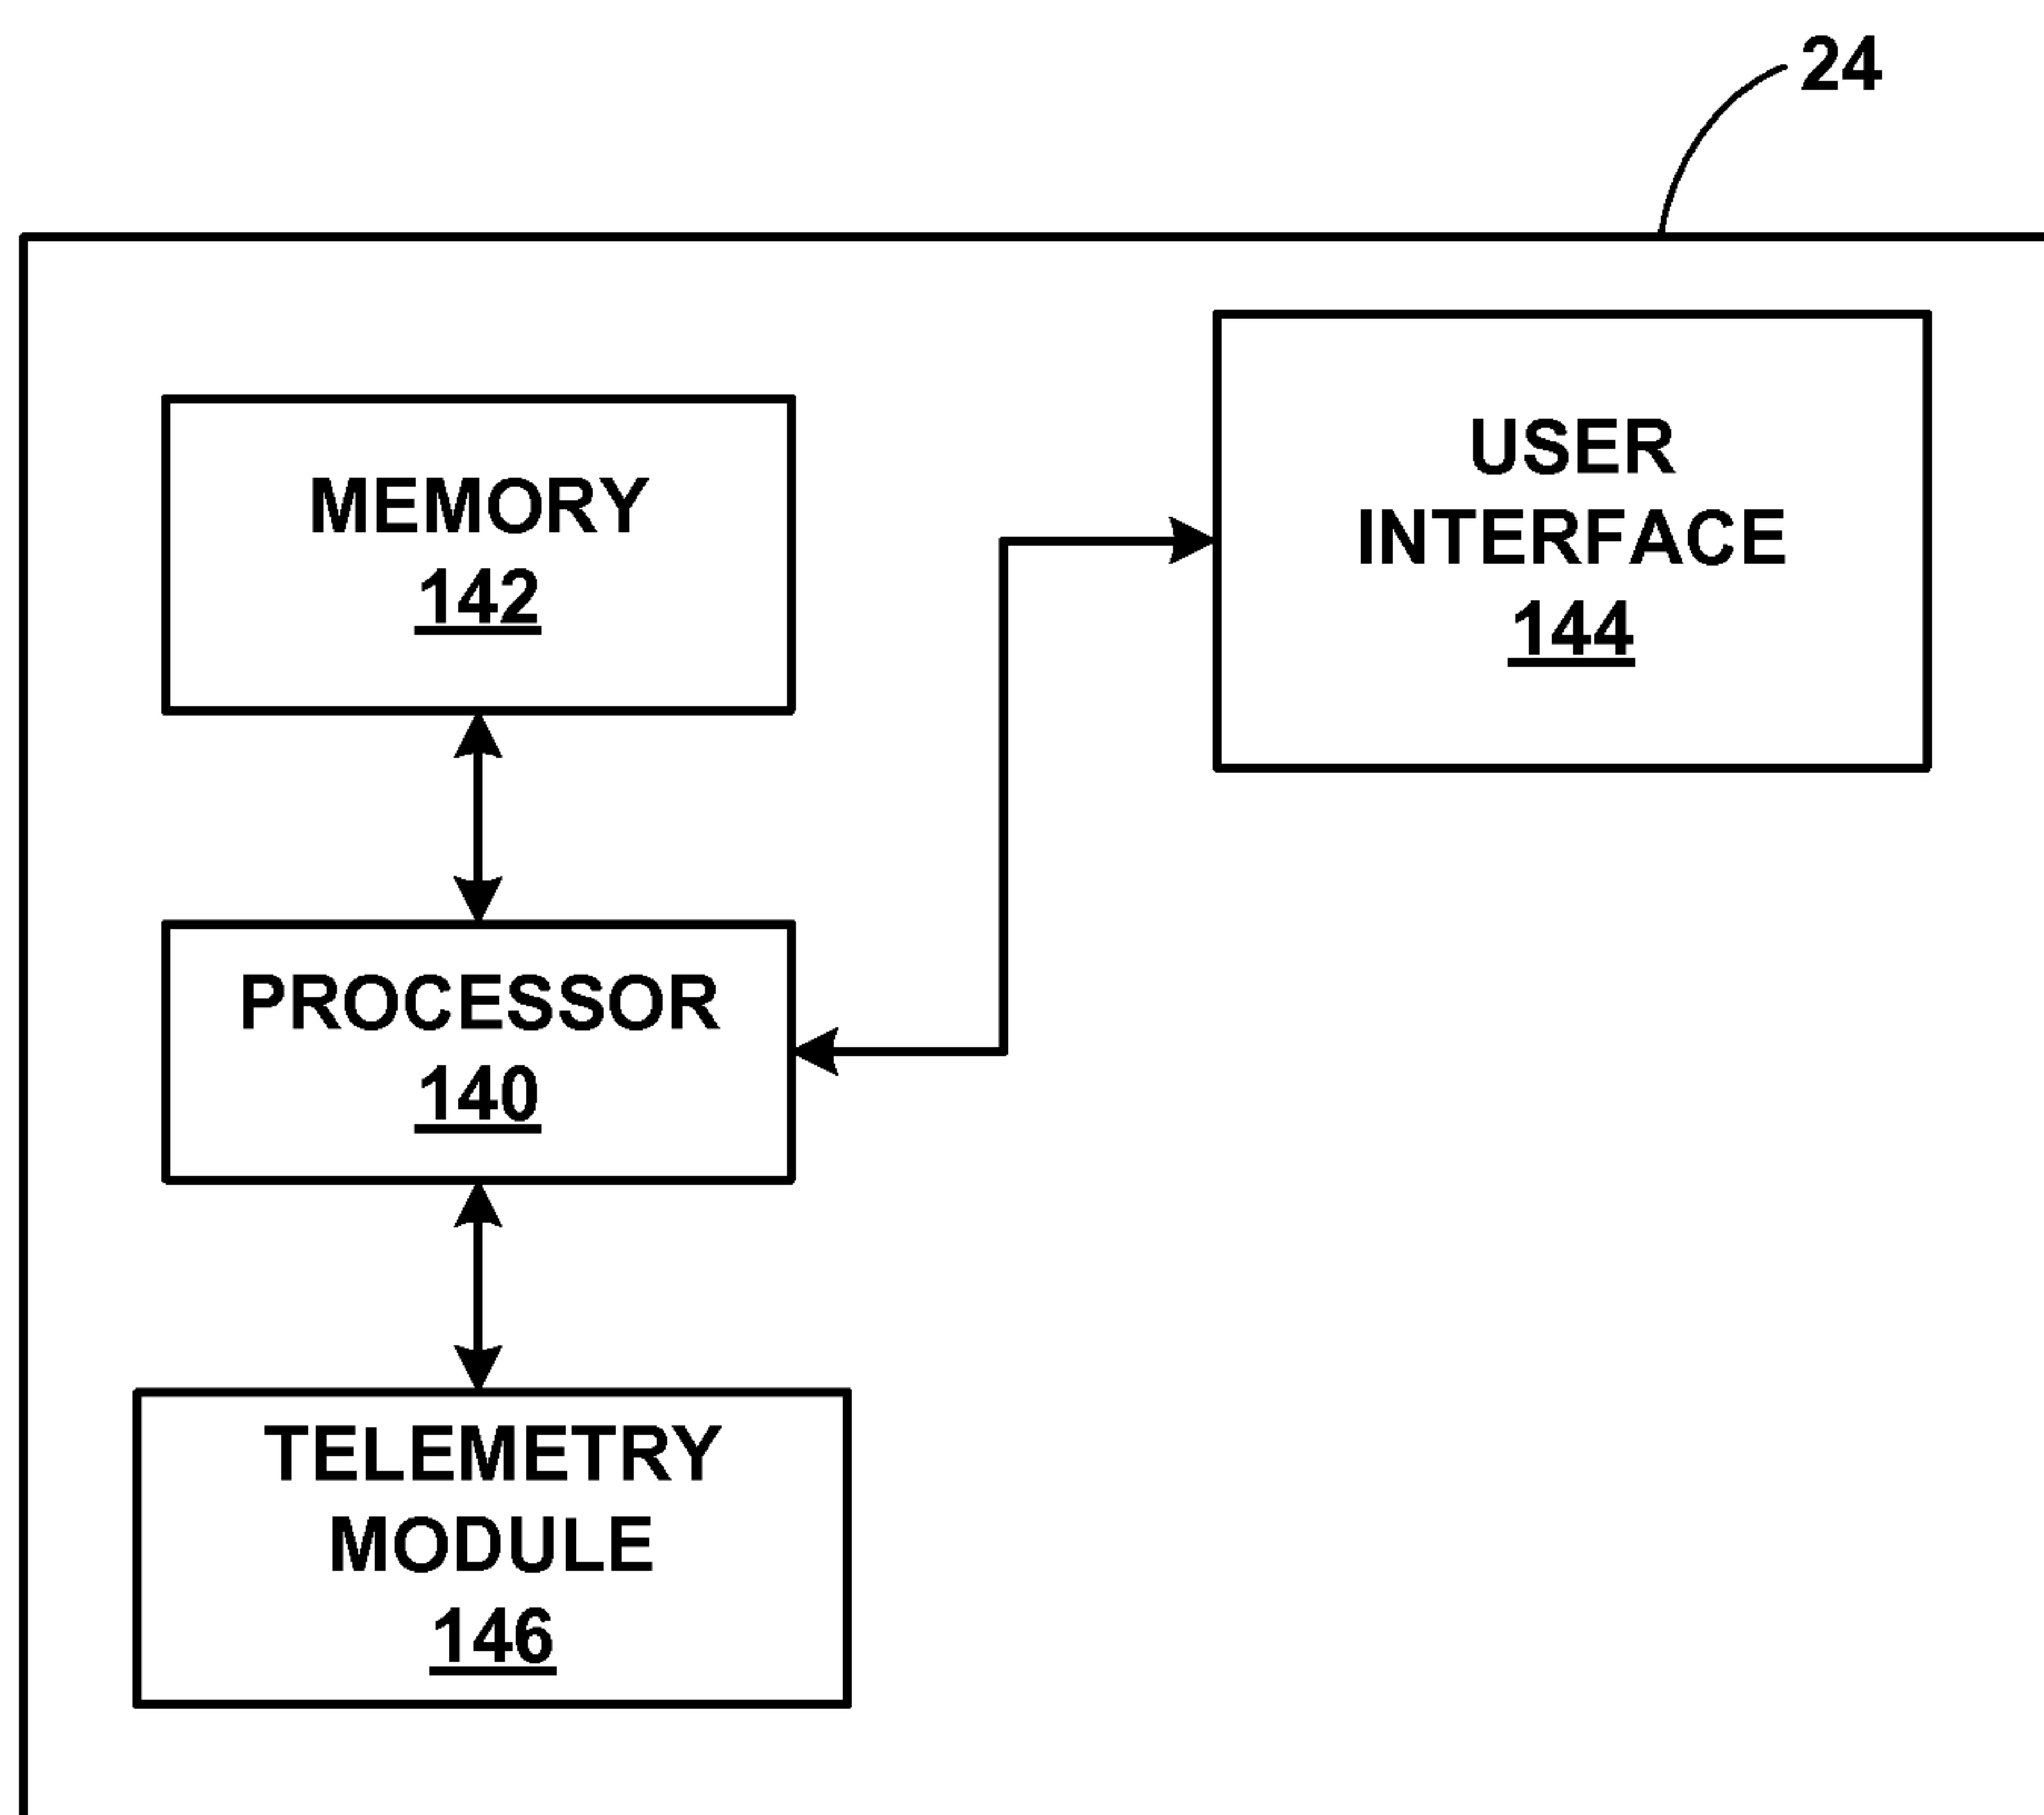 24
MEMORY
142
USER
INTERFACE
144
PROCESSOR
140
TELEMETRY
MODULE
146